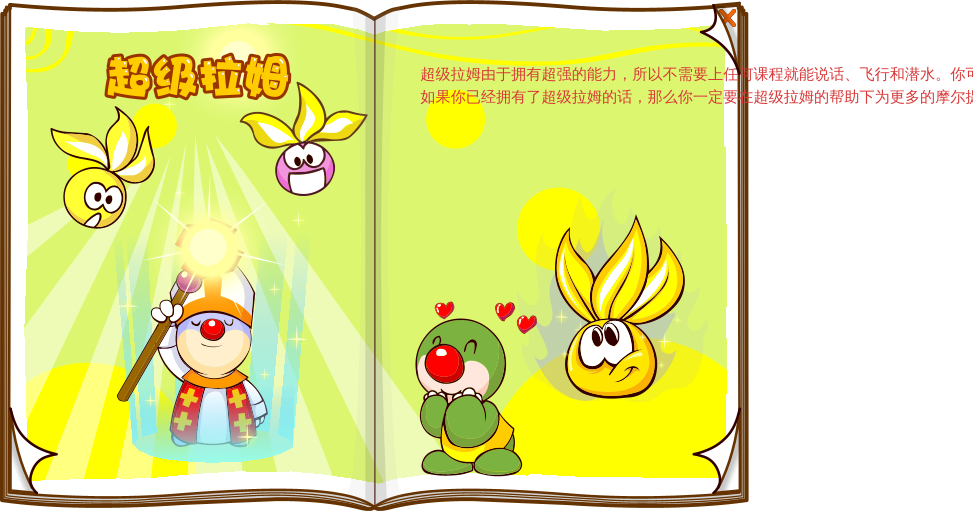 超级拉姆
超级拉姆由于拥有超强的能力，所以不需要上任何课程就能说话、飞行和潜水。你可
如果你已经拥有了超级拉姆的话，那么你一定要在超级拉姆的帮助下为更多的摩尔提